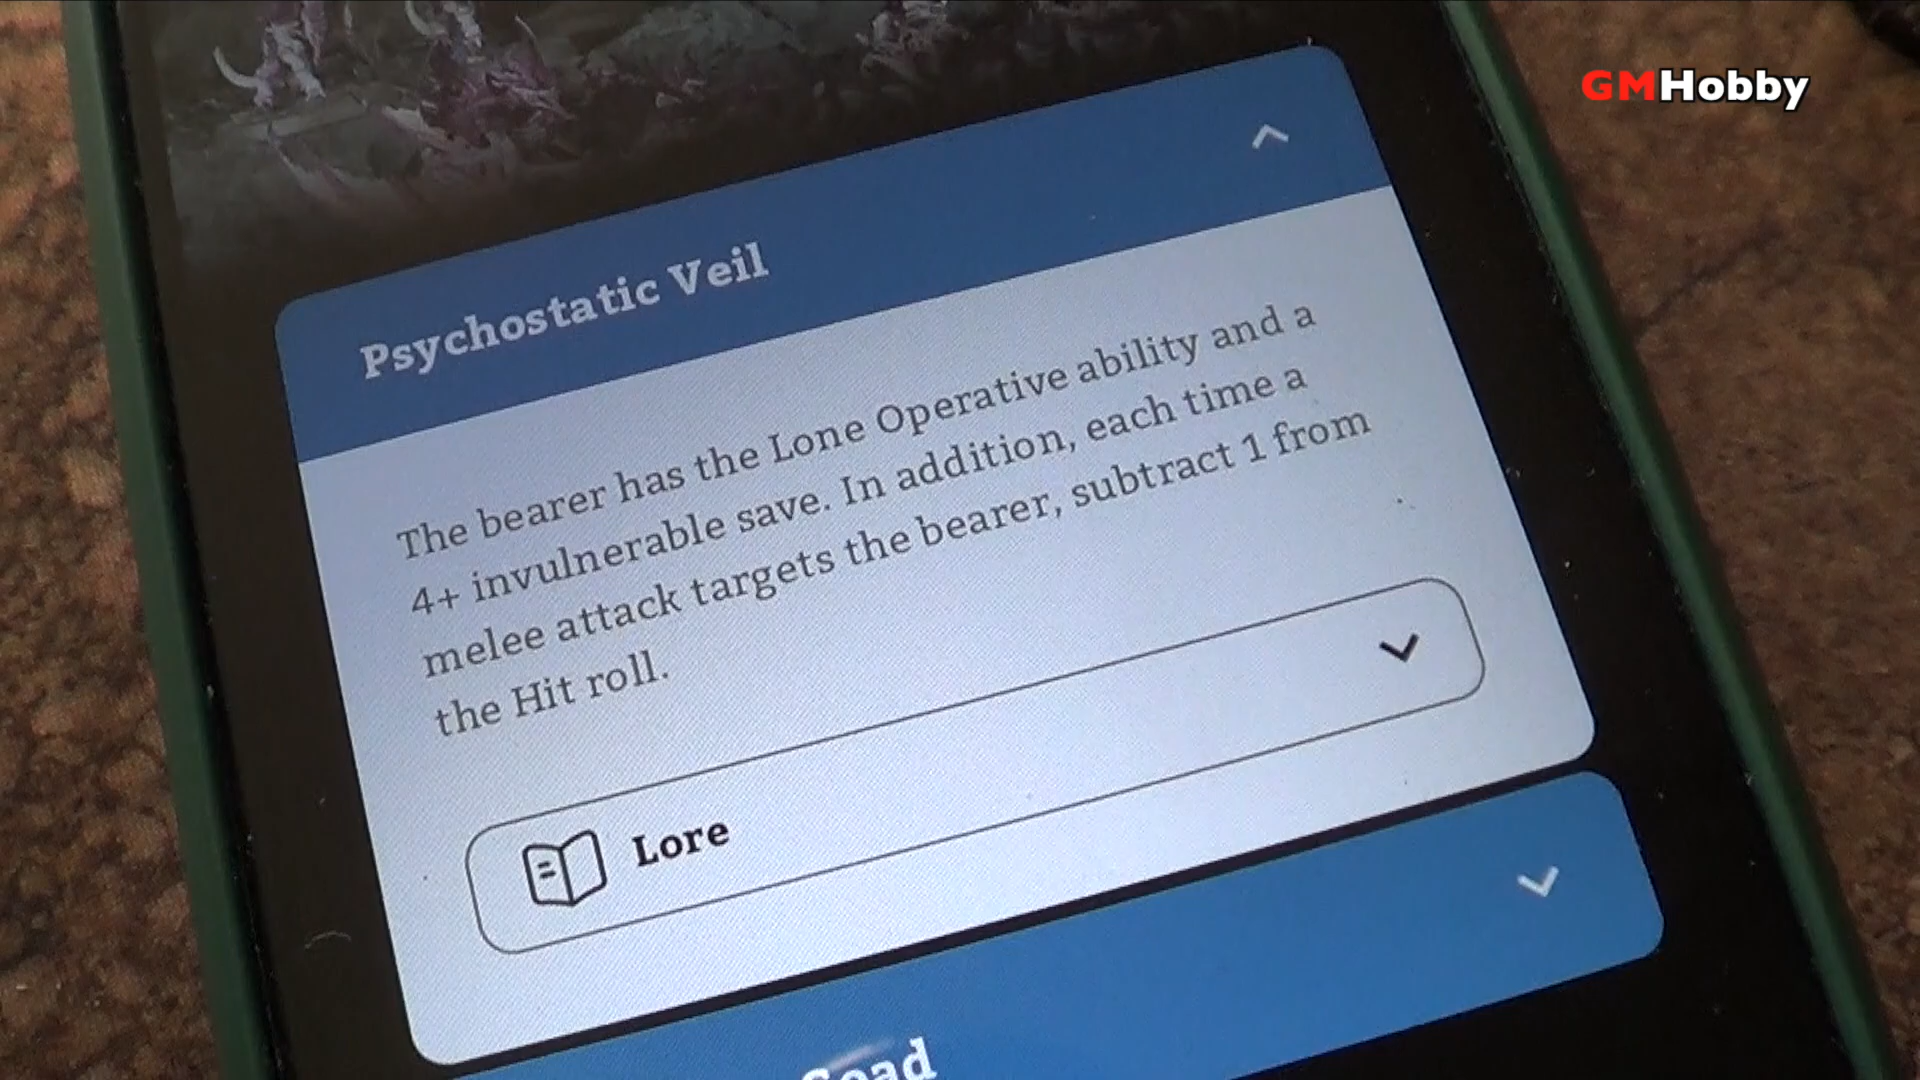 GMHobby
Psychostatic Veil
The bearer has the Lone Operative ability and a
4+ invulnerable save. In addition, each time a
melee attack targets the bearer, subtract 1 from
the Hit roll.
Lore